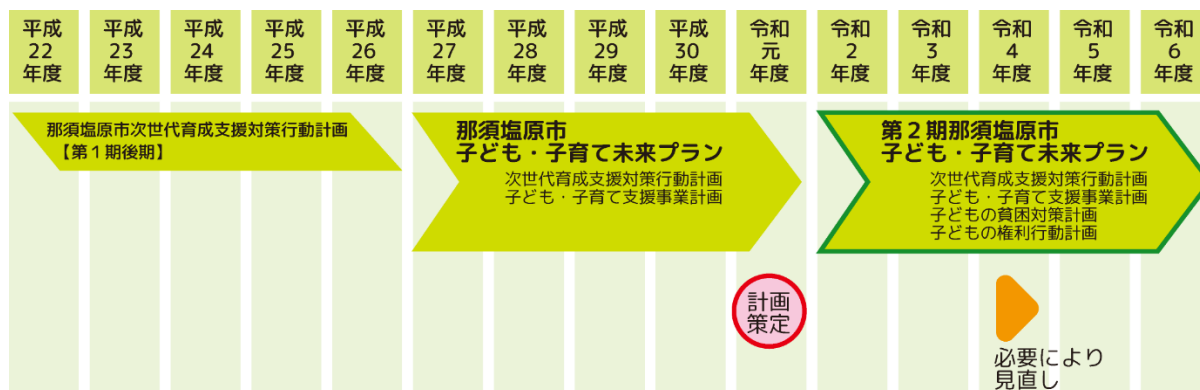 平成
22
年度
平成
23
年度
平成
24
年度
平成
25
年度
平成
26
年度
平成
27
年度
平成
28
年度
平成
29
年度
平成
30
年度
令和
元
年度
令和
2
年度
令和
3
年度
令和
4
年度
令和
5
年度
令和
6
年度
那須塩原市次世代育成支援対策行動計画
【第1期後期】
那須塩原市
子ども・子育て未来プラン
次世代育成支援対策行動計画
子ども・子育て支援事業計画
第2期那須塩原市
子ども・子育て未来プラン
次世代育成支援対策行動計画
子ども・子育て支援事業計画
子どもの貧困対策計画
子どもの権利行動計画
計画
策定
必要により
見直し